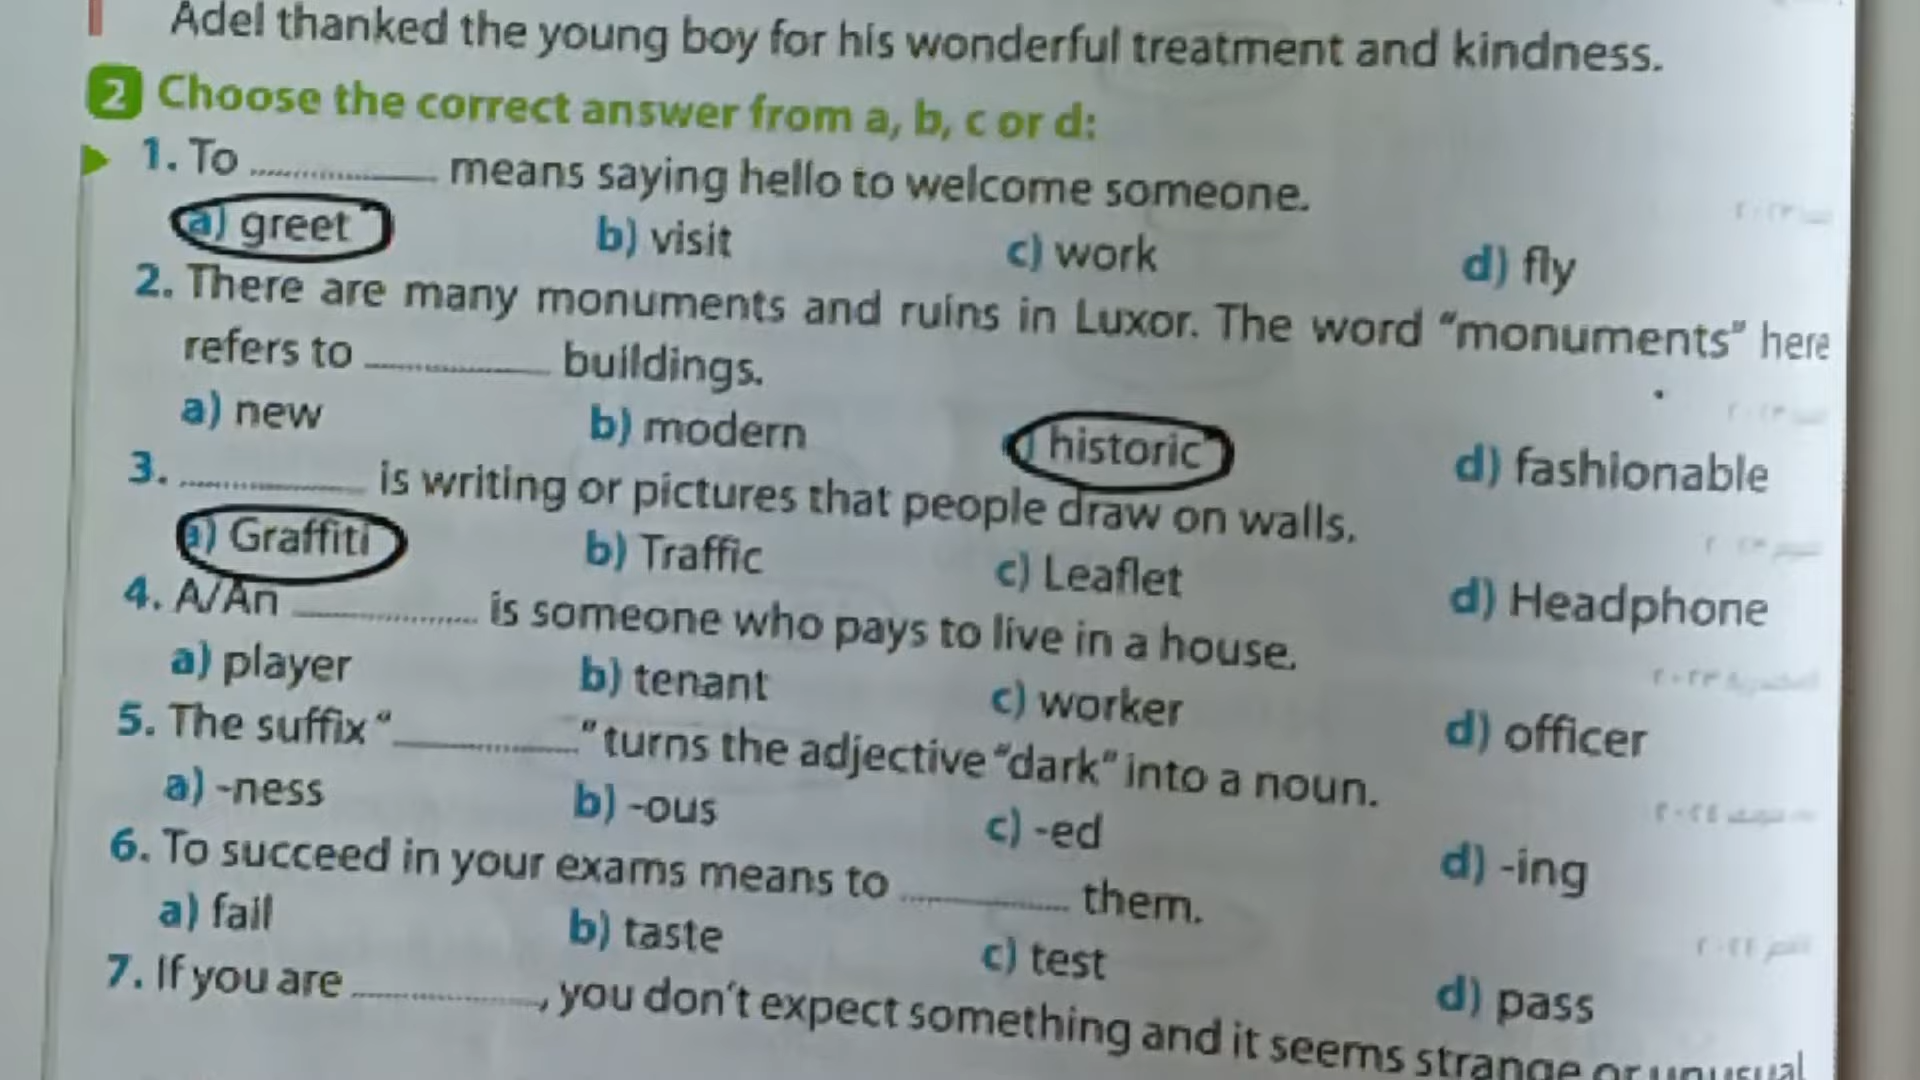 Adel thanked the young boy for his wonderful treatment and kindness.
2 Choose the correct answer from a, b, c or d:
1. To .................. means saying hello to welcome someone.
a) greet b) visit c) work d) fly
2. There are many monuments and ruins in Luxor. The word “monuments” here
refers to .................. buildings.
a) new b) modern c) historic d) fashionable
3. .................. is writing or pictures that people draw on walls.
a) Graffiti b) Traffic c) Leaflet d) Headphone
4. A/An .................. is someone who pays to live in a house.
a) player b) tenant c) worker d) officer
5. The suffix “..................” turns the adjective “dark” into a noun.
a) -ness b) -ous c) -ed d) -ing
6. To succeed in your exams means to .................. them.
a) fail b) taste c) test d) pass
7. If you are .................., you don’t expect something and it seems strange or unusual